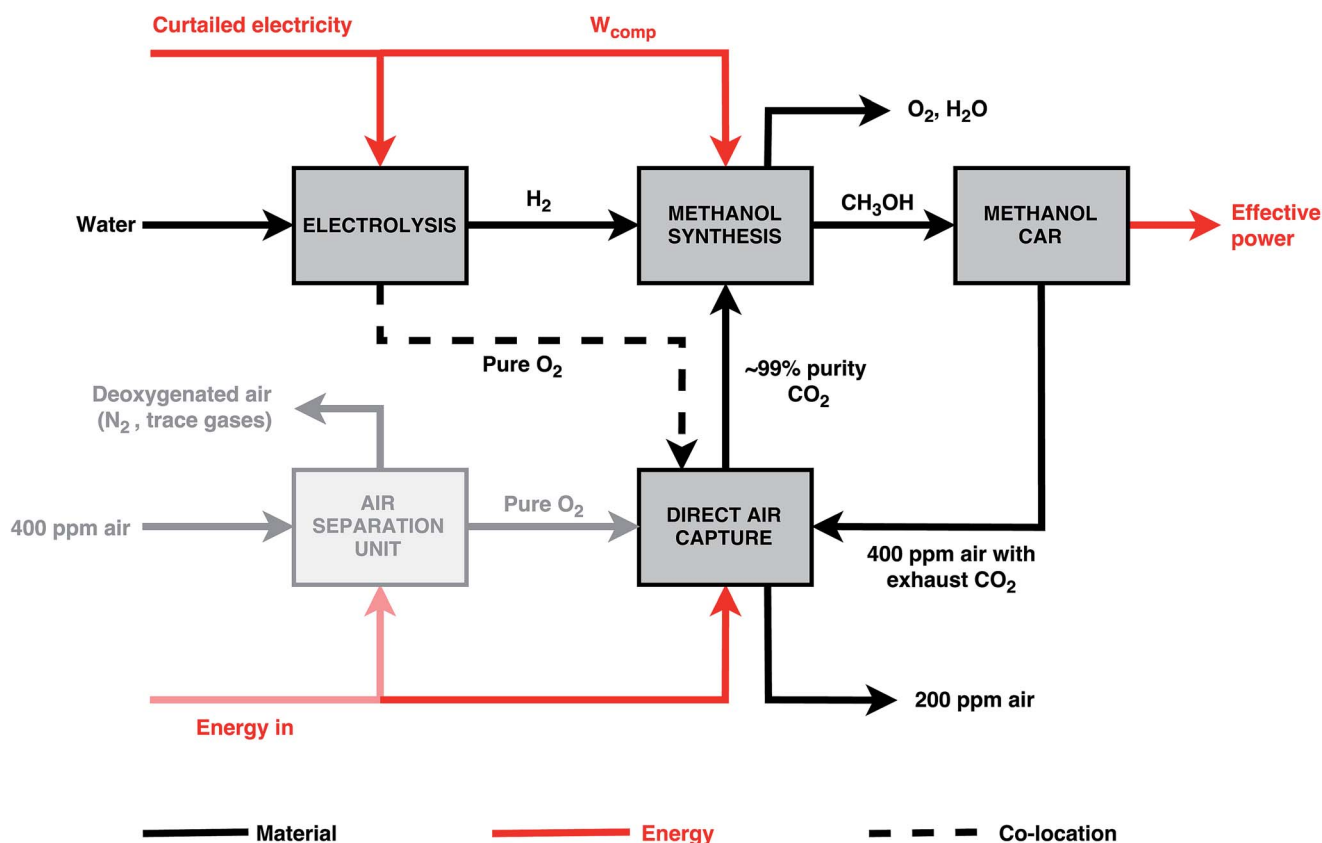 Curtailed electricity
W_comp
O₂, H₂O
Water
ELECTROLYSIS
H₂
METHANOL
SYNTHESIS
CH₃OH
METHANOL
CAR
Effective
power
Pure O₂
~99% purity
CO₂
Deoxygenated air
(N₂ , trace gases)
400 ppm air
AIR
SEPARATION
UNIT
Pure O₂
DIRECT AIR
CAPTURE
400 ppm air with
exhaust CO₂
200 ppm air
Energy in
Material
Energy
Co-location